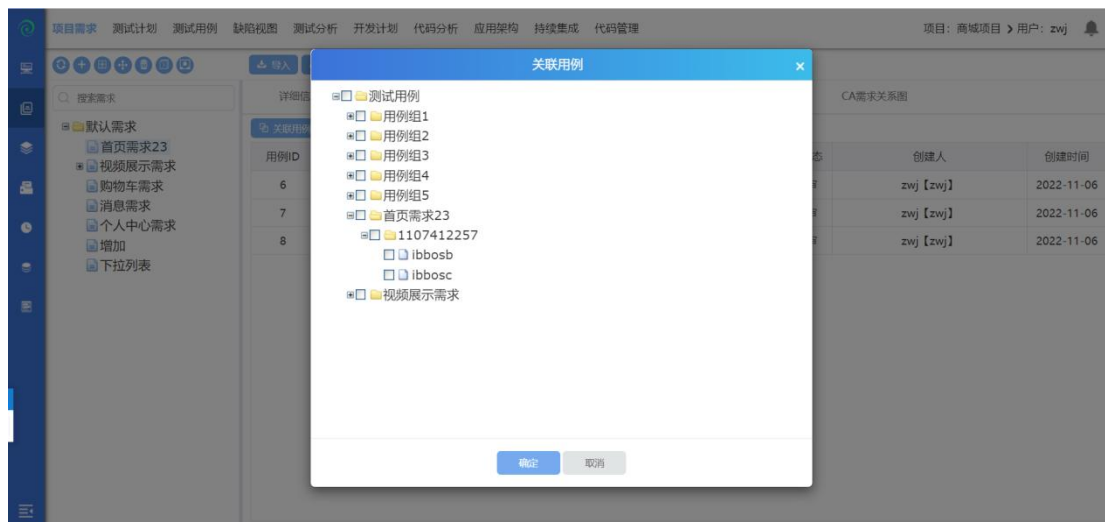 项目需求 测试计划 测试用例 缺陷视图 测试分析 开发计划 代码分析 应用架构 持续集成 代码管理 项目：商城项目 用户：zwj
导入
关联用例
搜索需求
详细信
CA需求关系图
默认需求
首页需求23
视频展示需求
购物车需求
消息需求
个人中心需求
增加
下拉列表
关联用例
用例ID 创建人 创建时间
6 zwj【zwj】 2022-11-06
7 zwj【zwj】 2022-11-06
8 zwj【zwj】 2022-11-06
测试用例
用例组1
用例组2
用例组3
用例组4
用例组5
首页需求23
1107412257
ibbosb
ibbosc
视频展示需求
确定 取消